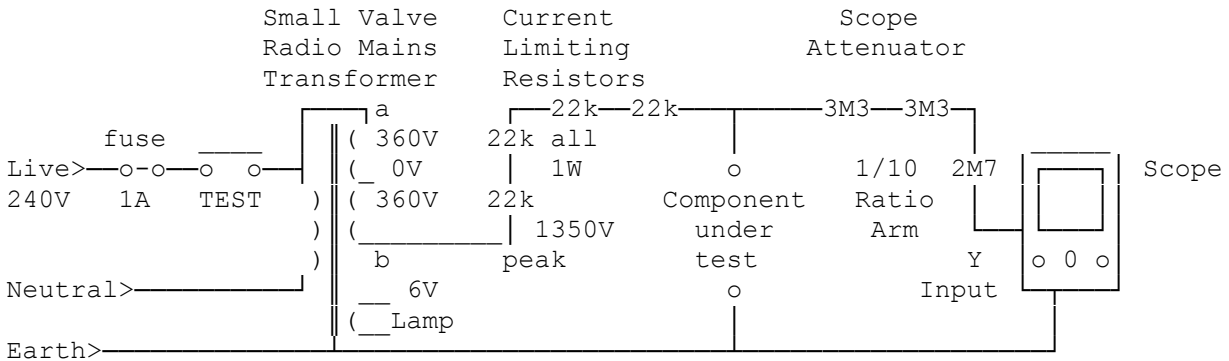 Small Valve Current Scope
Radio Mains Limiting Attenuator
Transformer Resistors
a 22k 22k 3M3 3M3
fuse 360V 22k all
Live> 0V 1W 1/10 2M7 Scope
240V 1A TEST 360V 22k Component Ratio
1350V under Arm
b peak test Y 0
Neutral> 6V Input
Lamp
Earth>